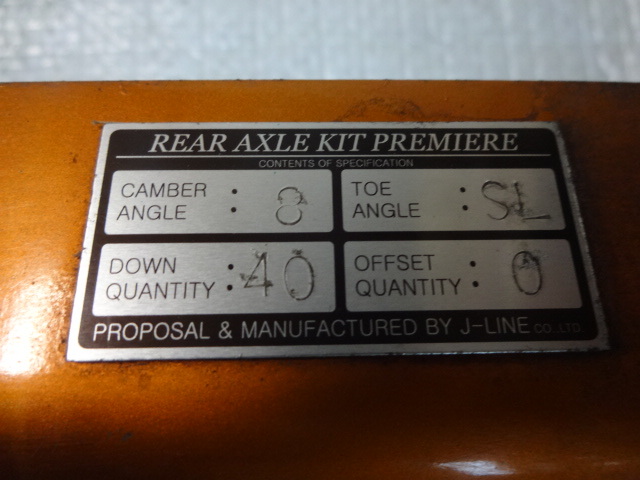 REAR AXLE KIT PREMIERE
CONTENTS OF SPECIFICATION
CAMBER ANGLE : 8
TOE ANGLE : SL
DOWN QUANTITY : 40
OFFSET QUANTITY : 0
PROPOSAL & MANUFACTURED BY J-LINE CO.,LTD.